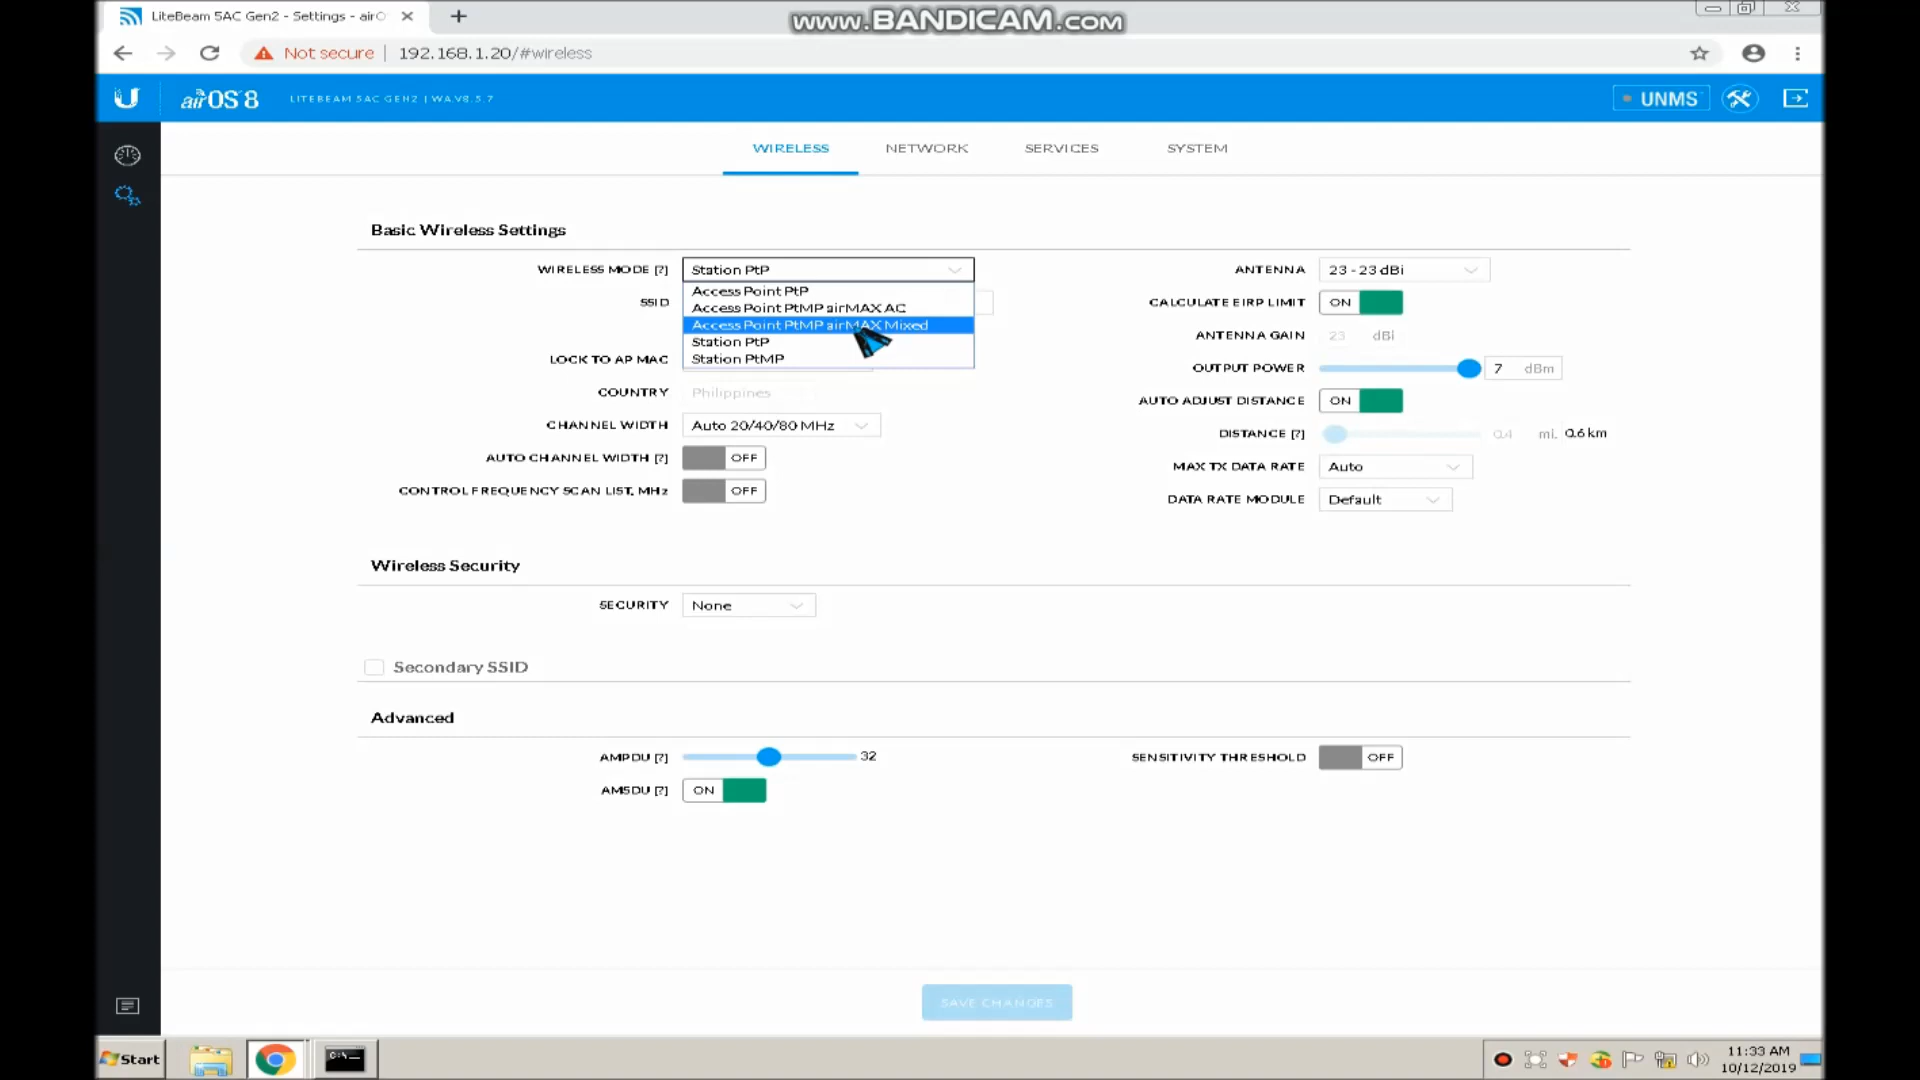 LiteBeam 5AC Gen2 - Settings - airO
www.BANDICAM.com
Not secure | 192.168.1.20/#wireless
airOS 8
LITEBEAM 5AC GEN2 | WA.V8.5.7
UNMS
WIRELESS NETWORK SERVICES SYSTEM
Basic Wireless Settings
WIRELESS MODE [?] Station PtP
Access Point PtP
Access Point PtMP airMAX AC
Access Point PtMP airMAX Mixed
Station PtP
Station PtMP
SSID
LOCK TO AP MAC
COUNTRY Philippines
CHANNEL WIDTH Auto 20/40/80 MHz
AUTO CHANNEL WIDTH [?] OFF
CONTROL FREQUENCY SCAN LIST, MHz OFF
ANTENNA 23 - 23 dBi
CALCULATE EIRP LIMIT ON
ANTENNA GAIN 23 dBi
OUTPUT POWER 7 dBm
AUTO ADJUST DISTANCE ON
DISTANCE [?] 0.4 mi. 0.6 km
MAX TX DATA RATE Auto
DATA RATE MODULE Default
Wireless Security
SECURITY None
Secondary SSID
Advanced
AMPDU [?] 32
AMSDU [?] ON
SENSITIVITY THRESHOLD OFF
SAVE CHANGES
Start
C:\
11:33 AM
10/12/2019